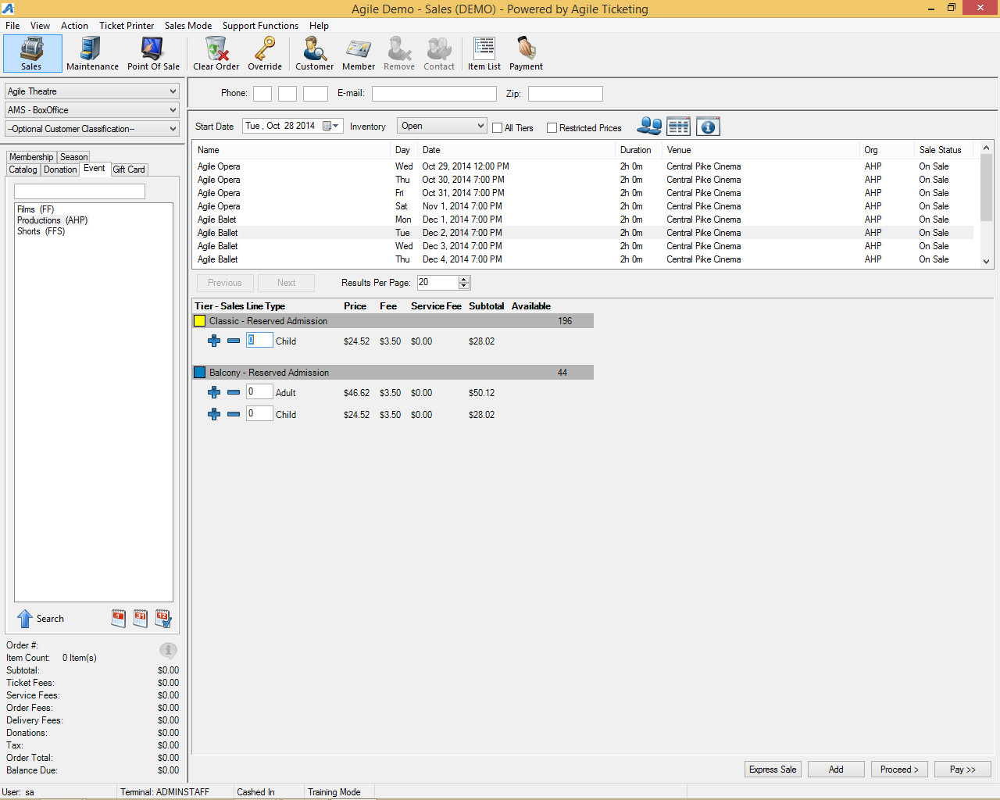 Agile Demo - Sales (DEMO) - Powered by Agile Ticketing
File View Action Ticket Printer Sales Mode Support Functions Help
Sales Maintenance Point Of Sale Clear Order Override Customer Member Remove Contact Item List Payment
Agile Theatre
AMS - BoxOffice
--Optional Customer Classification--
Phone: E-mail: Zip:
Start Date Tue , Oct 28 2014 Inventory Open All Tiers Restricted Prices
Membership Season
Catalog Donation Event Gift Card
Films (FF)
Productions (AHP)
Shorts (FFS)
Search
Name Day Date Duration Venue Org Sale Status
Agile Opera Wed Oct 29, 2014 12:00 PM 2h 0m Central Pike Cinema AHP On Sale
Agile Opera Thu Oct 30, 2014 7:00 PM 2h 0m Central Pike Cinema AHP On Sale
Agile Opera Fri Oct 31, 2014 7:00 PM 2h 0m Central Pike Cinema AHP On Sale
Agile Opera Sat Nov 1, 2014 7:00 PM 2h 0m Central Pike Cinema AHP On Sale
Agile Balet Mon Dec 1, 2014 7:00 PM 2h 0m Central Pike Cinema AHP On Sale
Agile Ballet Tue Dec 2, 2014 7:00 PM 2h 0m Central Pike Cinema AHP On Sale
Agile Ballet Wed Dec 3, 2014 7:00 PM 2h 0m Central Pike Cinema AHP On Sale
Agile Ballet Thu Dec 4, 2014 7:00 PM 2h 0m Central Pike Cinema AHP On Sale
Previous Next Results Per Page: 20
Tier - Sales Line Type Price Fee Service Fee Subtotal Available
Classic - Reserved Admission 196
0 Child $24.52 $3.50 $0.00 $28.02
Balcony - Reserved Admission 44
0 Adult $46.62 $3.50 $0.00 $50.12
0 Child $24.52 $3.50 $0.00 $28.02
Order #:
Item Count: 0 Item(s)
Subtotal: $0.00
Ticket Fees: $0.00
Service Fees: $0.00
Order Fees: $0.00
Delivery Fees: $0.00
Donations: $0.00
Tax: $0.00
Order Total: $0.00
Balance Due: $0.00
Express Sale Add Proceed > Pay >>
User: sa Terminal: ADMINSTAFF Cashed In Training Mode